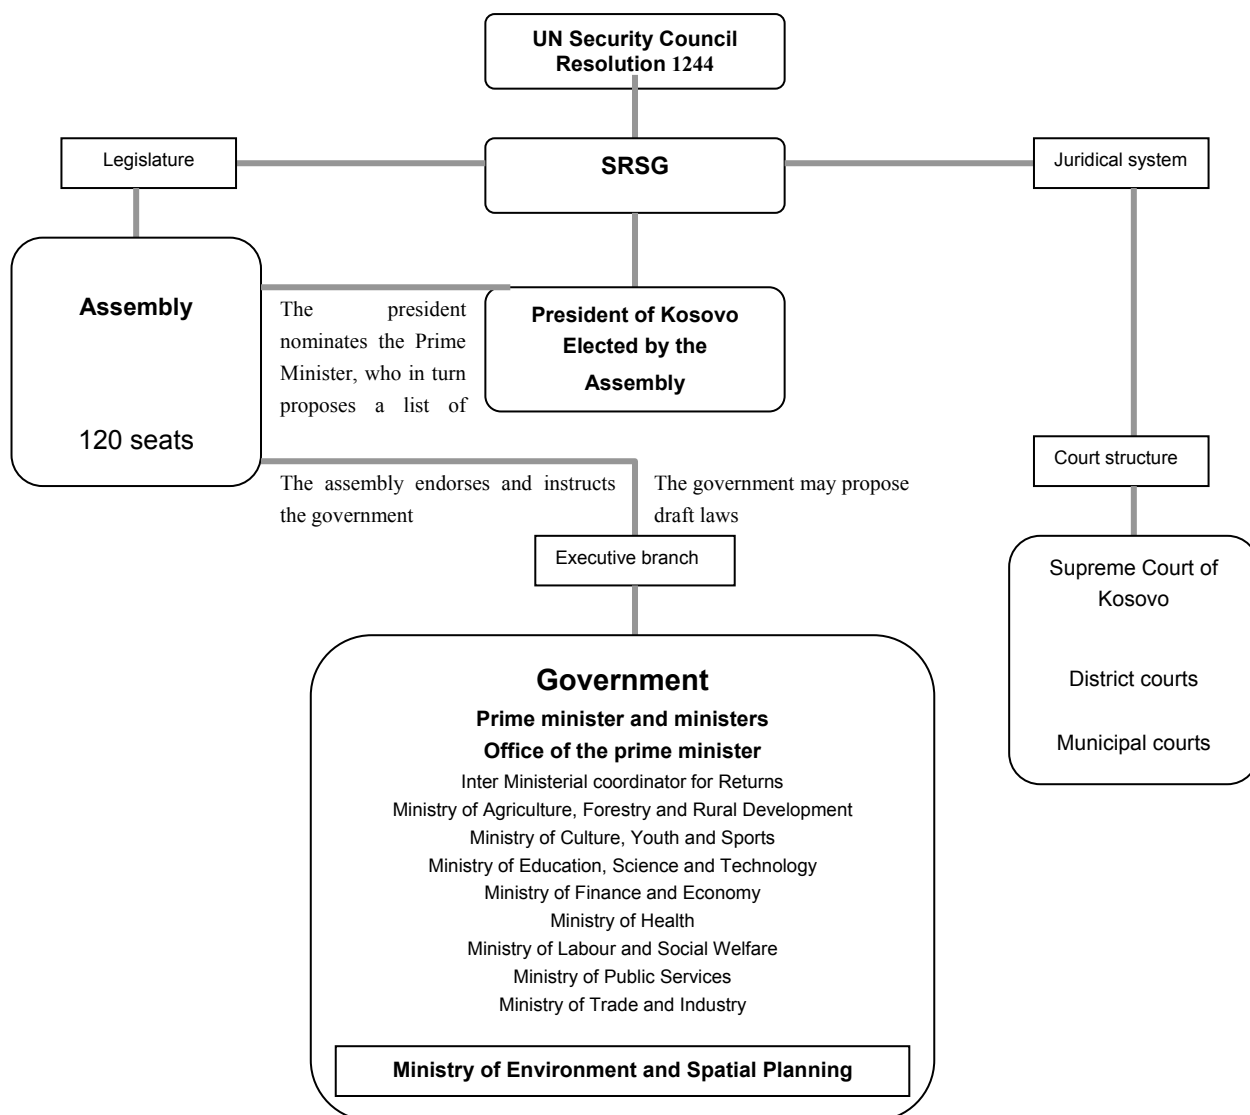 UN Security Council
Resolution 1244
Legislature
SRSG
Juridical system
Assembly
120 seats
The president
nominates the Prime
Minister, who in turn
proposes a list of
President of Kosovo
Elected by the
Assembly
Court structure
The assembly endorses and instructs
the government
The government may propose
draft laws
Executive branch
Supreme Court of
Kosovo
District courts
Municipal courts
Government
Prime minister and ministers
Office of the prime minister
Inter Ministerial coordinator for Returns
Ministry of Agriculture, Forestry and Rural Development
Ministry of Culture, Youth and Sports
Ministry of Education, Science and Technology
Ministry of Finance and Economy
Ministry of Health
Ministry of Labour and Social Welfare
Ministry of Public Services
Ministry of Trade and Industry
Ministry of Environment and Spatial Planning